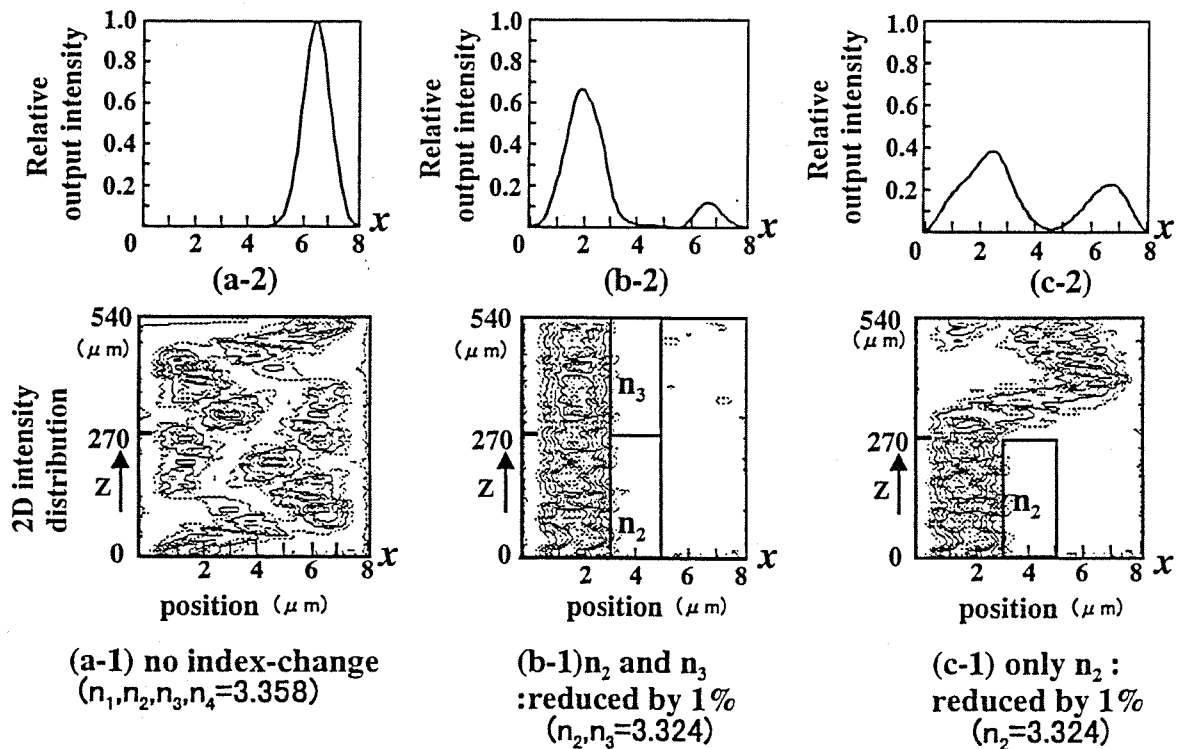 1.0
0.8
0.6
0.4
0.2
0 2 4 6 8
x
Relative
output intensity
(a-2)
1.0
0.8
0.6
0.4
0.2
0 2 4 6 8
x
Relative
output intensity
(b-2)
1.0
0.8
0.6
0.4
0.2
0 2 4 6 8
x
Relative
output intensity
(c-2)
2D intensity
distribution
540
(μm)
270
Z
0
2 4 6 8 x
position (μm)
540
(μm)
270
Z
0
n3
n2
2 4 6 8 x
position (μm)
540
(μm)
270
Z
0
n2
2 4 6 8 x
position (μm)
(a-1) no index-change
(n1,n2,n3,n4=3.358)
(b-1)n2 and n3
:reduced by 1%
(n2,n3=3.324)
(c-1) only n2 :
reduced by 1%
(n2=3.324)